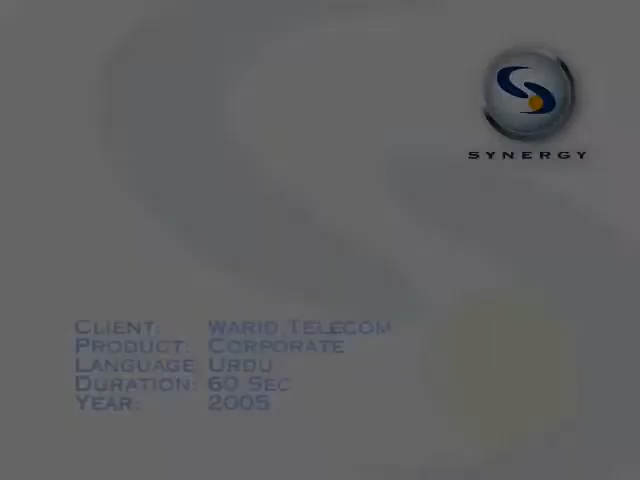 SYNERGY
CLIENT: WARID TELECOM
PRODUCT: CORPORATE
LANGUAGE: URDU
DURATION: 60 SEC
YEAR: 2005